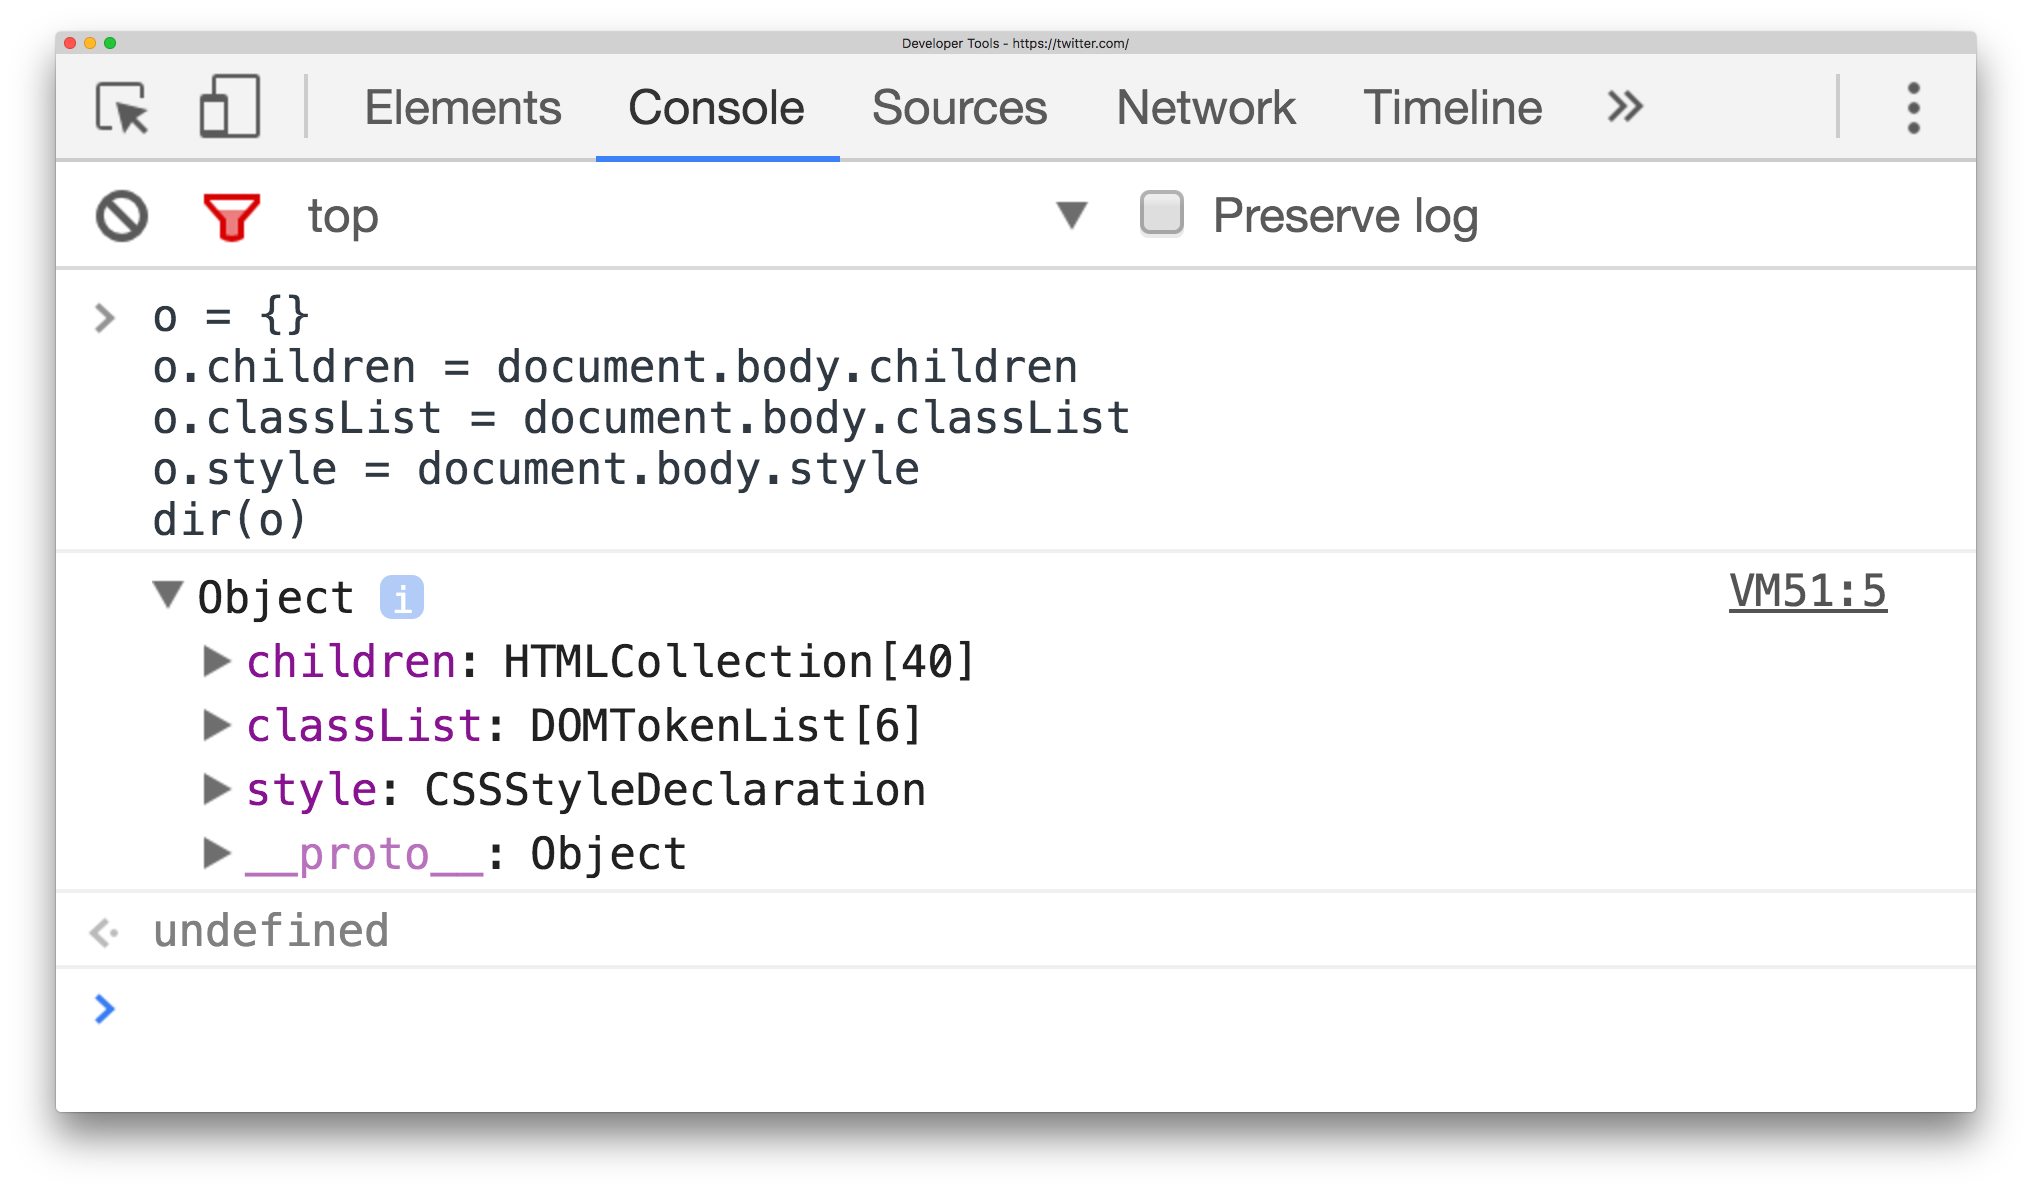 Developer Tools - https://twitter.com/
Elements Console Sources Network Timeline »
top ▼ Preserve log
> o = {}
o.children = document.body.children
o.classList = document.body.classList
o.style = document.body.style
dir(o)
▼ Object i VM51:5
▶ children: HTMLCollection[40]
▶ classList: DOMTokenList[6]
▶ style: CSSStyleDeclaration
▶ __proto__: Object
undefined
>